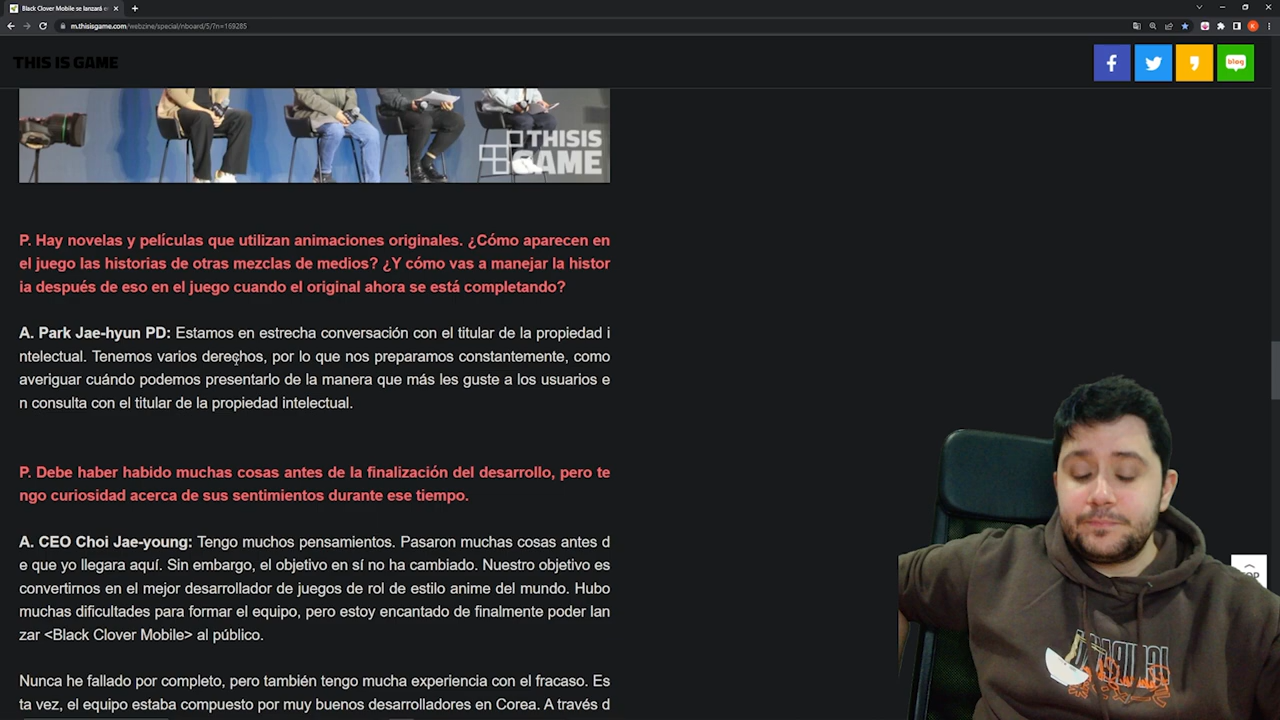 Black Clover Mobile se lanzará e
m.thisisgame.com/webzine/special/nboard/5/?n=169285
THIS IS GAME
blog
THISIS
GAME
P. Hay novelas y películas que utilizan animaciones originales. ¿Cómo aparecen en
el juego las historias de otras mezclas de medios? ¿Y cómo vas a manejar la histor
ia después de eso en el juego cuando el original ahora se está completando?
A. Park Jae-hyun PD: Estamos en estrecha conversación con el titular de la propiedad i
ntelectual. Tenemos varios derechos, por lo que nos preparamos constantemente, como
averiguar cuándo podemos presentarlo de la manera que más les guste a los usuarios e
n consulta con el titular de la propiedad intelectual.
P. Debe haber habido muchas cosas antes de la finalización del desarrollo, pero te
ngo curiosidad acerca de sus sentimientos durante ese tiempo.
A. CEO Choi Jae-young: Tengo muchos pensamientos. Pasaron muchas cosas antes d
e que yo llegara aquí. Sin embargo, el objetivo en sí no ha cambiado. Nuestro objetivo es
convertirnos en el mejor desarrollador de juegos de rol de estilo anime del mundo. Hubo
muchas dificultades para formar el equipo, pero estoy encantado de finalmente poder lan
zar <Black Clover Mobile> al público.
Nunca he fallado por completo, pero también tengo mucha experiencia con el fracaso. Es
ta vez, el equipo estaba compuesto por muy buenos desarrolladores en Corea. A través d